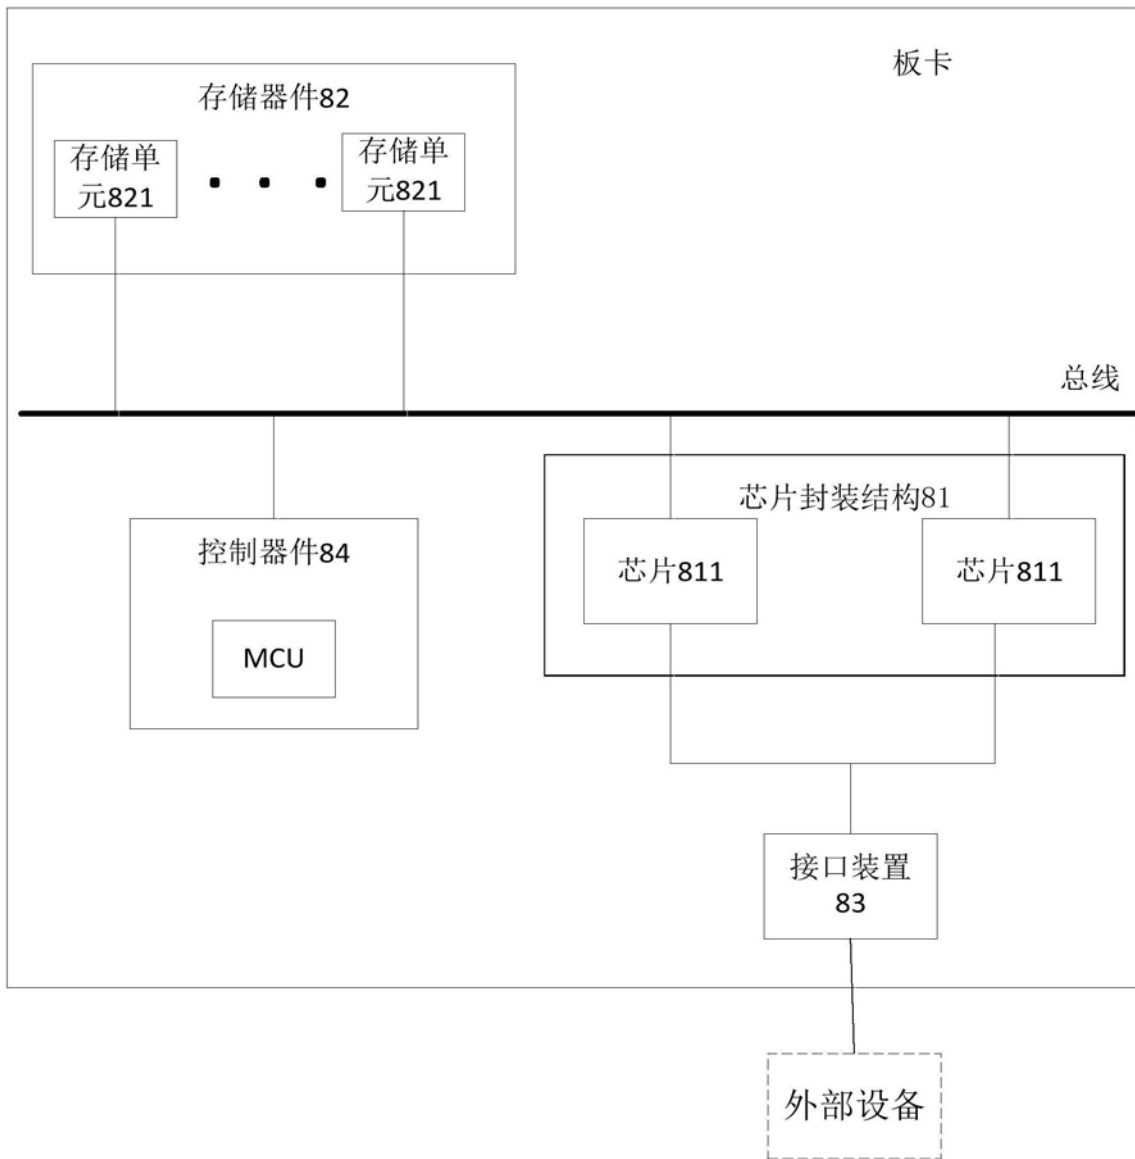 板卡
存储器件82
存储单
元821
存储单
元821
总线
芯片封装结构81
控制器件84
芯片811
芯片811
MCU
接口装置
83
外部设备